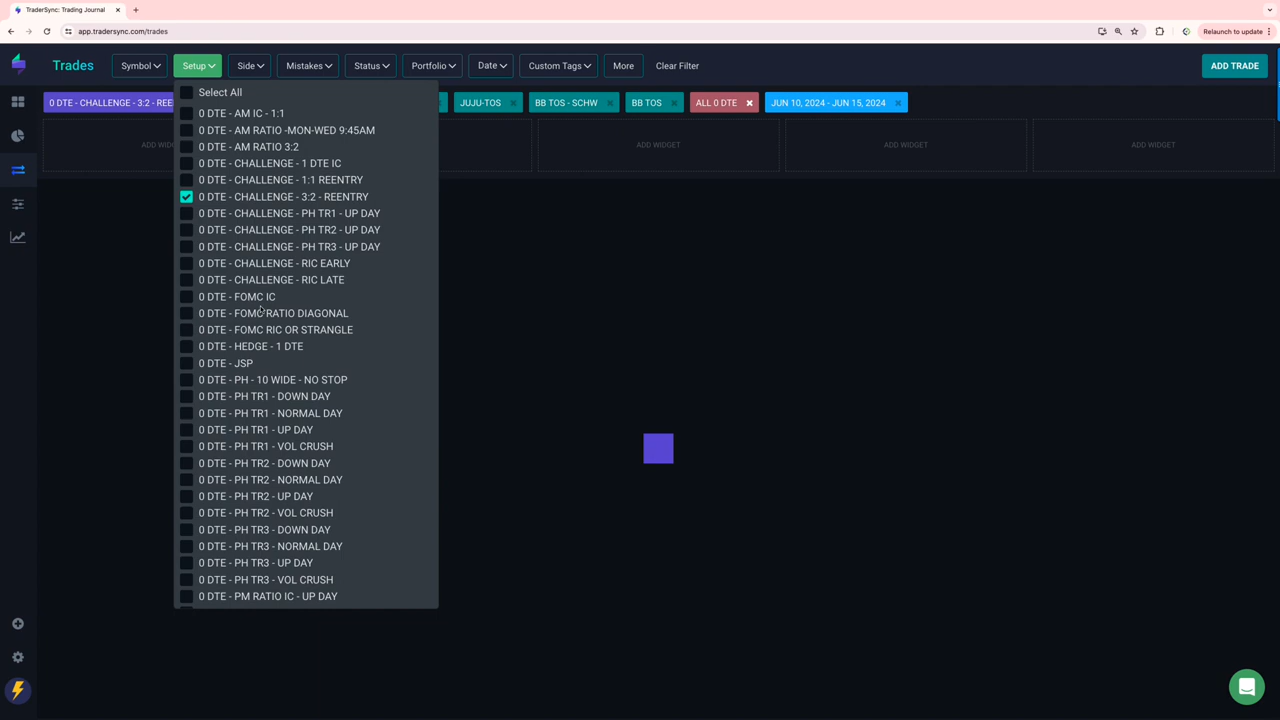 TraderSync: Trading Journal
app.tradersync.com/trades
Relaunch to update
Trades
Symbol
Setup
Side
Mistakes
Status
Portfolio
Date
Custom Tags
More
Clear Filter
ADD TRADE
0 DTE - CHALLENGE - 3:2 - REE
JUJU-TOS
BB TOS - SCHW
BB TOS
ALL 0 DTE
JUN 10, 2024 - JUN 15, 2024
ADD WIDG
ADD WIDGET
ADD WIDGET
ADD WIDGET
Select All
0 DTE - AM IC - 1:1
0 DTE - AM RATIO -MON-WED 9:45AM
0 DTE - AM RATIO 3:2
0 DTE - CHALLENGE - 1 DTE IC
0 DTE - CHALLENGE - 1:1 REENTRY
0 DTE - CHALLENGE - 3:2 - REENTRY
0 DTE - CHALLENGE - PH TR1 - UP DAY
0 DTE - CHALLENGE - PH TR2 - UP DAY
0 DTE - CHALLENGE - PH TR3 - UP DAY
0 DTE - CHALLENGE - RIC EARLY
0 DTE - CHALLENGE - RIC LATE
0 DTE - FOMC IC
0 DTE - FOMC RATIO DIAGONAL
0 DTE - FOMC RIC OR STRANGLE
0 DTE - HEDGE - 1 DTE
0 DTE - JSP
0 DTE - PH - 10 WIDE - NO STOP
0 DTE - PH TR1 - DOWN DAY
0 DTE - PH TR1 - NORMAL DAY
0 DTE - PH TR1 - UP DAY
0 DTE - PH TR1 - VOL CRUSH
0 DTE - PH TR2 - DOWN DAY
0 DTE - PH TR2 - NORMAL DAY
0 DTE - PH TR2 - UP DAY
0 DTE - PH TR2 - VOL CRUSH
0 DTE - PH TR3 - DOWN DAY
0 DTE - PH TR3 - NORMAL DAY
0 DTE - PH TR3 - UP DAY
0 DTE - PH TR3 - VOL CRUSH
0 DTE - PM RATIO IC - UP DAY